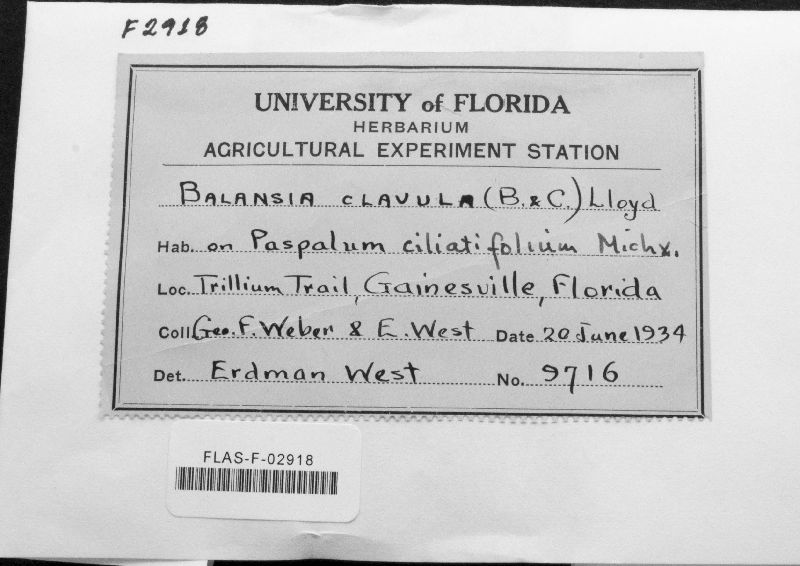 F2918
UNIVERSITY of FLORIDA
HERBARIUM
AGRICULTURAL EXPERIMENT STATION
BALANSIA CLAVULA (B. & C.) Lloyd
Hab. on Paspalum ciliatifolium Michx.
Loc. Trillium Trail, Gainesville, Florida
Coll. Geo. F. Weber & E. West Date 20 June 1934
Det. Erdman West No. 9716
FLAS-F-02918